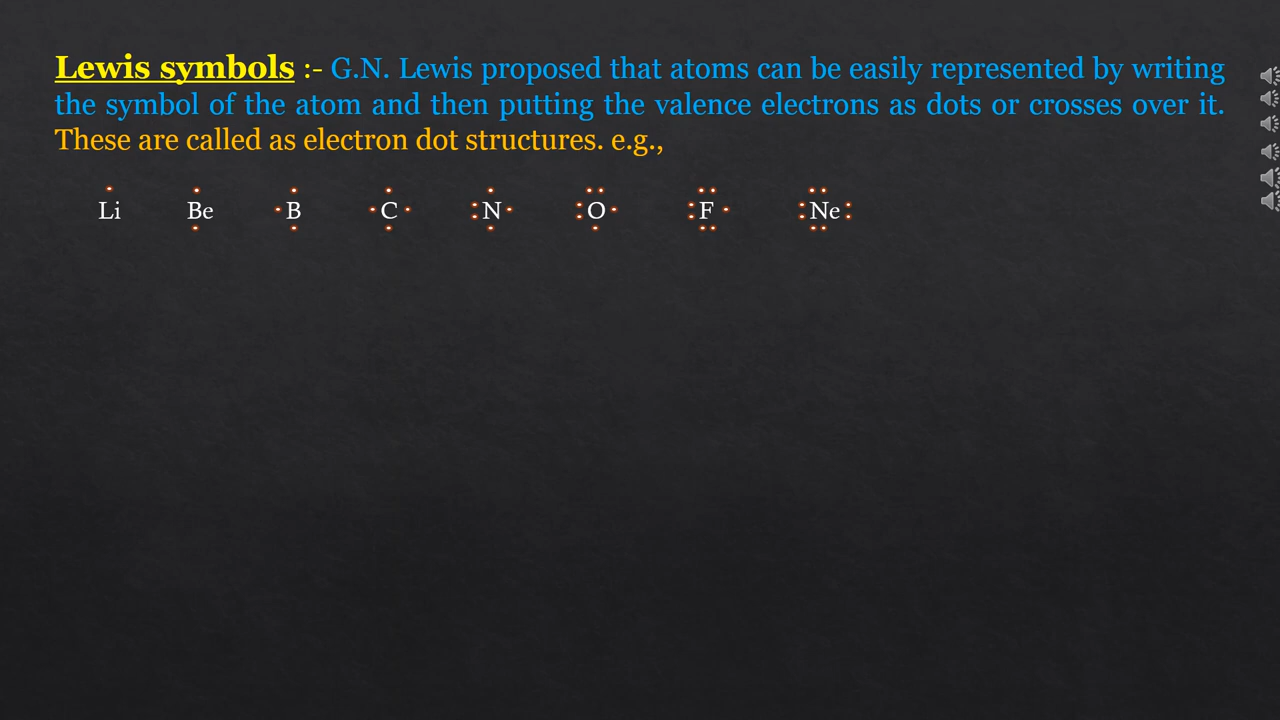 Lewis symbols :- G.N. Lewis proposed that atoms can be easily represented by writing
the symbol of the atom and then putting the valence electrons as dots or crosses over it.
These are called as electron dot structures. e.g.,
Li Be B C N O F Ne